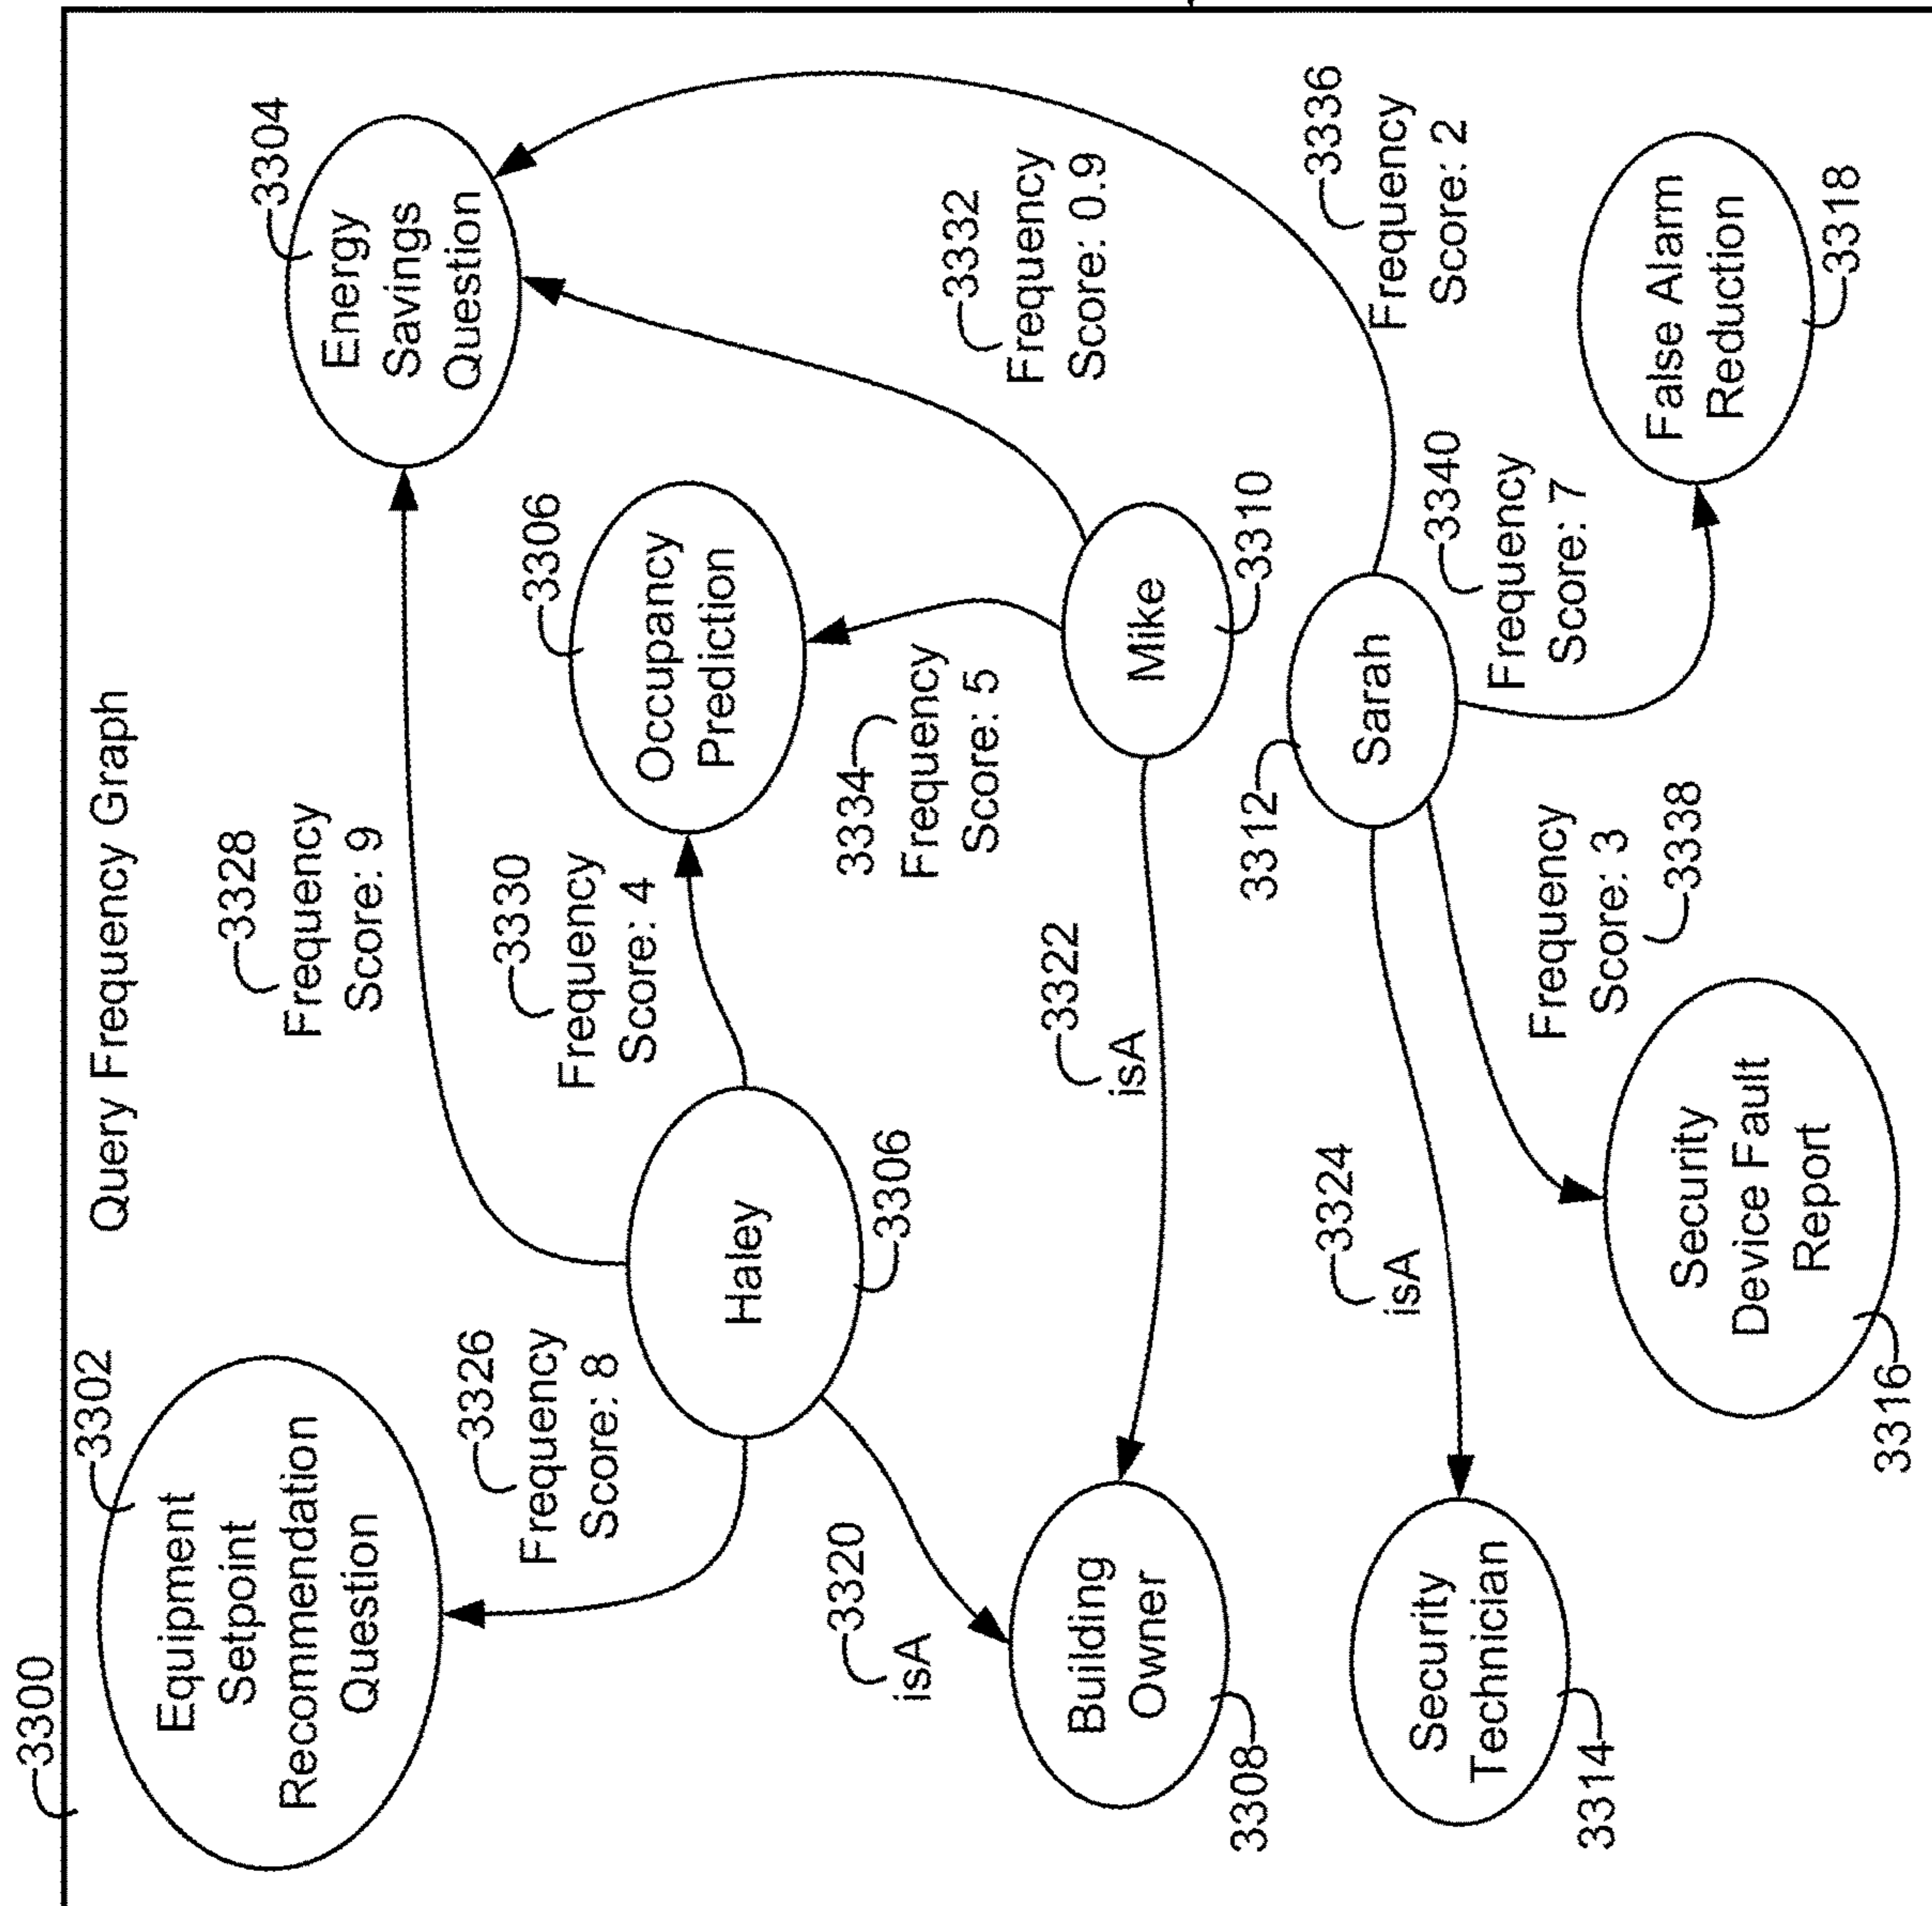 3300
Query Frequency Graph
3302
Equipment
Setpoint
Recommendation
Question
3328
Frequency
Score: 9
3304
Energy
Savings
Question
3326
Frequency
Score: 8
3330
Frequency
Score: 4
3306
Occupancy
Prediction
Haley
3306
3334
Frequency
Score: 5
3332
Frequency
Score: 0.9
3320
isA
3322
isA
Mike
3310
Building
Owner
3308
3312
Sarah
3336
Frequency
Score: 2
3324
isA
3340
Frequency
Score: 7
Security
Technician
3314
Frequency
Score: 3
3338
Security
Device Fault
Report
3316
False Alarm
Reduction
3318